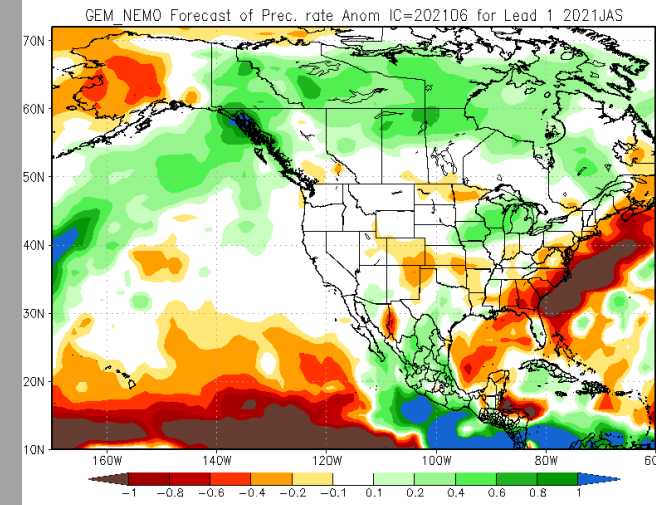 GEM_NEMO Forecast of Prec. rate Anom IC=202106 for Lead 1 2021JAS
70N
60N
50N
40N
30N
20N
10N
160W 140W 120W 100W 80W 60
-1 -0.8 -0.6 -0.4 -0.2 -0.1 0.1 0.2 0.4 0.6 0.8 1